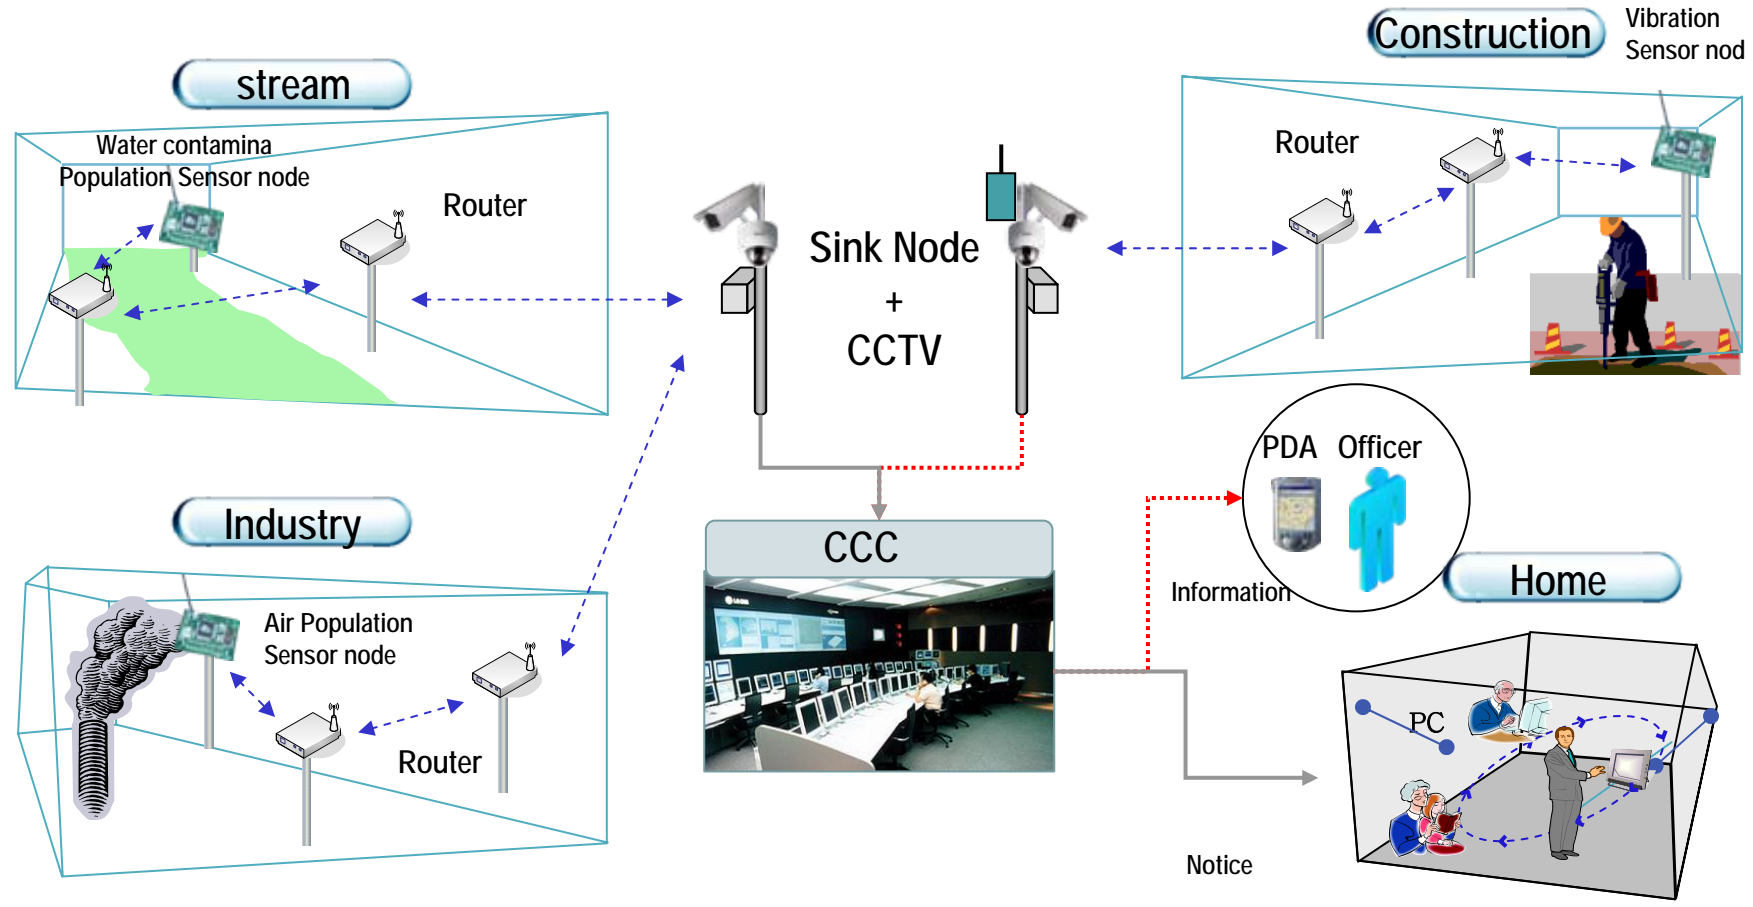 stream
Water contamina
Population Sensor node
Router
Sink Node
+
CCTV
Construction
Vibration
Sensor nod
Router
PDA Officer
Industry
Air Population
Sensor node
Router
CCC
Information
Home
PC
Notice